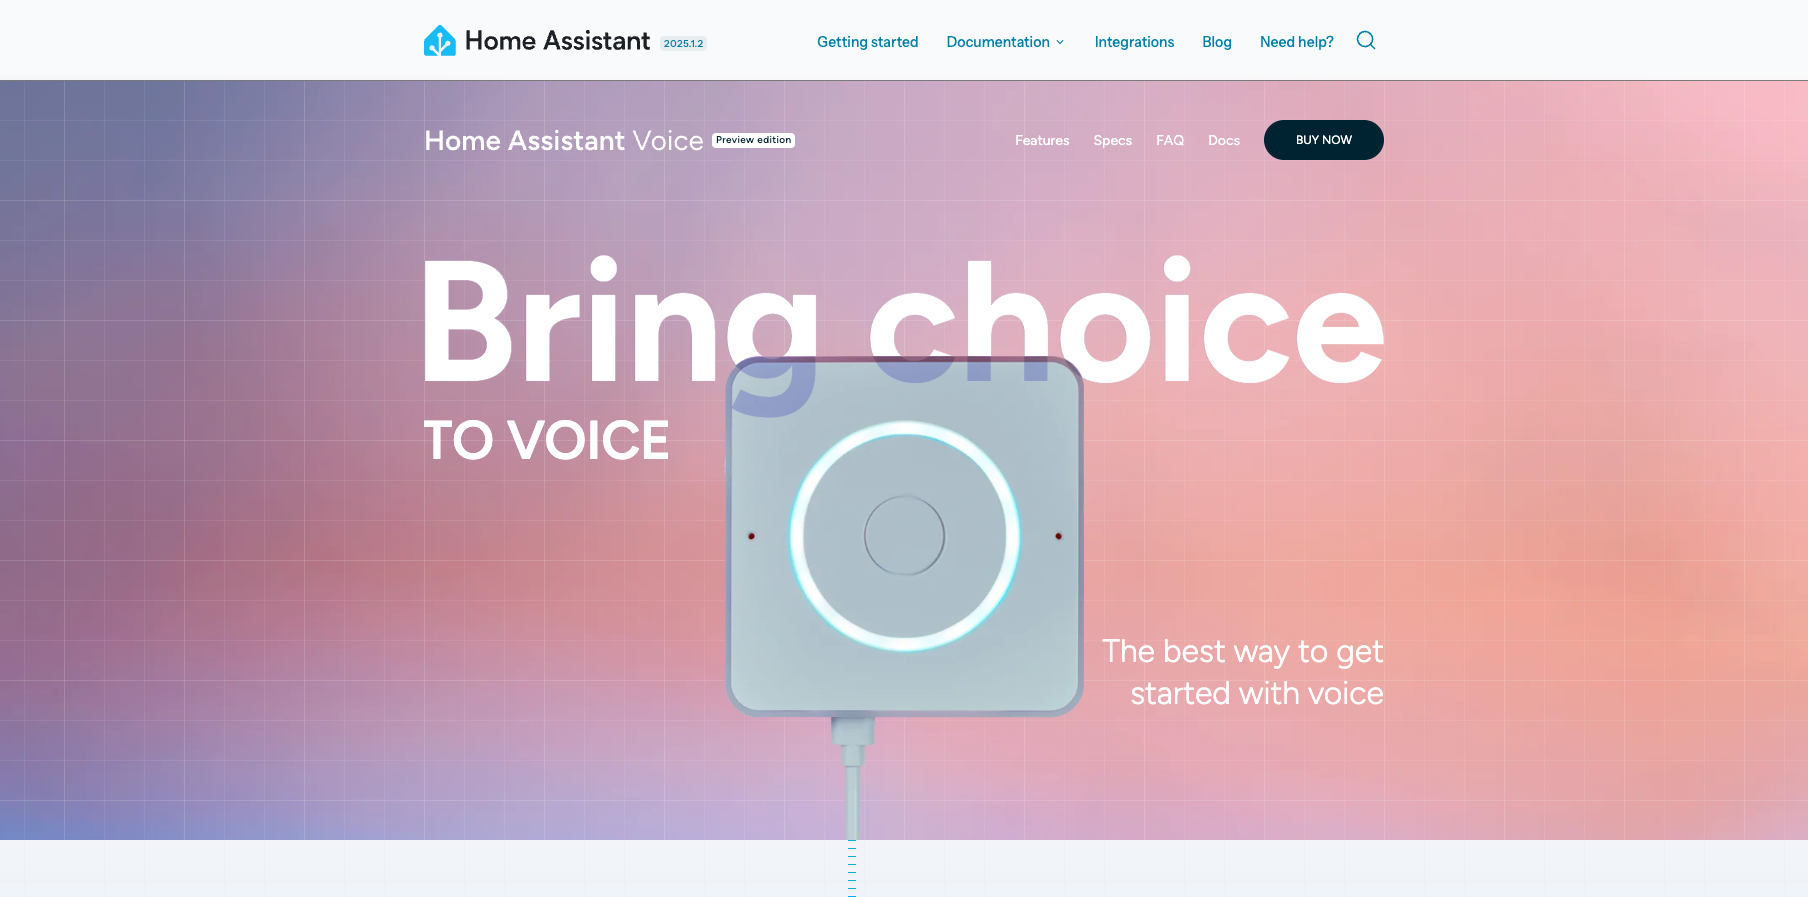 Home Assistant 2025.1.2
Getting started Documentation Integrations Blog Need help?
Home Assistant Voice Preview edition
Features Specs FAQ Docs BUY NOW
Bring choice
TO VOICE
The best way to get
started with voice